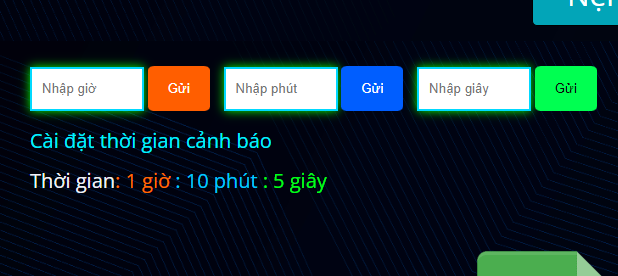 Nhập giờ Gửi Nhập phút Gửi Nhập giây Gửi
Cài đặt thời gian cảnh báo
Thời gian: 1 giờ : 10 phút : 5 giây